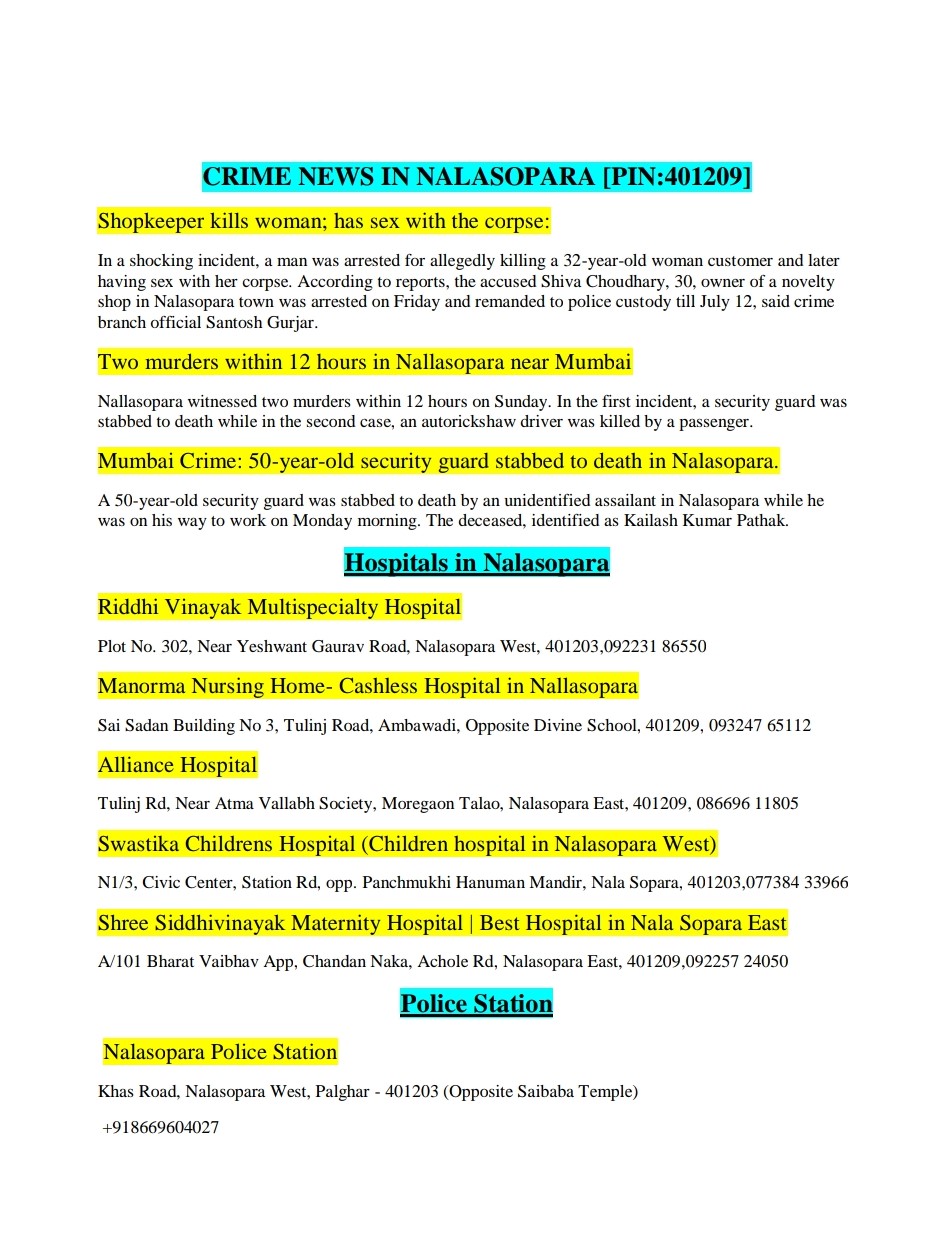 CRIME NEWS IN NALASOPARA [PIN:401209]
Shopkeeper kills woman; has sex with the corpse:
In a shocking incident, a man was arrested for allegedly killing a 32-year-old woman customer and later
having sex with her corpse. According to reports, the accused Shiva Choudhary, 30, owner of a novelty
shop in Nalasopara town was arrested on Friday and remanded to police custody till July 12, said crime
branch official Santosh Gurjar.
Two murders within 12 hours in Nallasopara near Mumbai
Nallasopara witnessed two murders within 12 hours on Sunday. In the first incident, a security guard was
stabbed to death while in the second case, an autorickshaw driver was killed by a passenger.
Mumbai Crime: 50-year-old security guard stabbed to death in Nalasopara.
A 50-year-old security guard was stabbed to death by an unidentified assailant in Nalasopara while he
was on his way to work on Monday morning. The deceased, identified as Kailash Kumar Pathak.
Hospitals in Nalasopara
Riddhi Vinayak Multispecialty Hospital
Plot No. 302, Near Yeshwant Gaurav Road, Nalasopara West, 401203,092231 86550
Manorma Nursing Home- Cashless Hospital in Nallasopara
Sai Sadan Building No 3, Tulinj Road, Ambawadi, Opposite Divine School, 401209, 093247 65112
Alliance Hospital
Tulinj Rd, Near Atma Vallabh Society, Moregaon Talao, Nalasopara East, 401209, 086696 11805
Swastika Childrens Hospital (Children hospital in Nalasopara West)
N1/3, Civic Center, Station Rd, opp. Panchmukhi Hanuman Mandir, Nala Sopara, 401203,077384 33966
Shree Siddhivinayak Maternity Hospital | Best Hospital in Nala Sopara East
A/101 Bharat Vaibhav App, Chandan Naka, Achole Rd, Nalasopara East, 401209,092257 24050
Police Station
Nalasopara Police Station
Khas Road, Nalasopara West, Palghar - 401203 (Opposite Saibaba Temple)
+918669604027